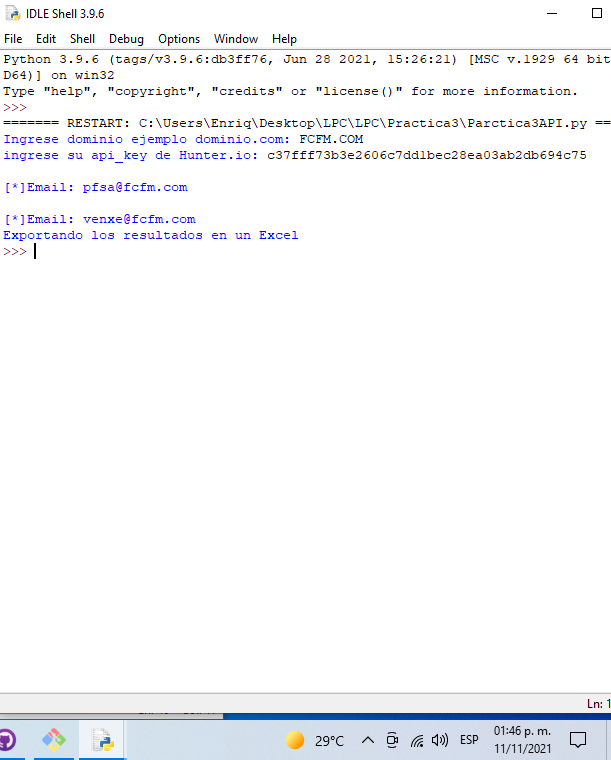 IDLE Shell 3.9.6
File Edit Shell Debug Options Window Help
Python 3.9.6 (tags/v3.9.6:db3ff76, Jun 28 2021, 15:26:21) [MSC v.1929 64 bit
D64)] on win32
Type "help", "copyright", "credits" or "license()" for more information.
>>>
======= RESTART: C:\Users\Enriq\Desktop\LPC\LPC\Practica3\Parctica3API.py ==
Ingrese dominio ejemplo dominio.com: FCFM.COM
ingrese su api_key de Hunter.io: c37fff73b3e2606c7dd1bec28ea03ab2db694c75
[*]Email: pfsa@fcfm.com
[*]Email: venxe@fcfm.com
Exportando los resultados en un Excel
>>>
Ln: 1
29°C
ESP
01:46 p. m.
11/11/2021